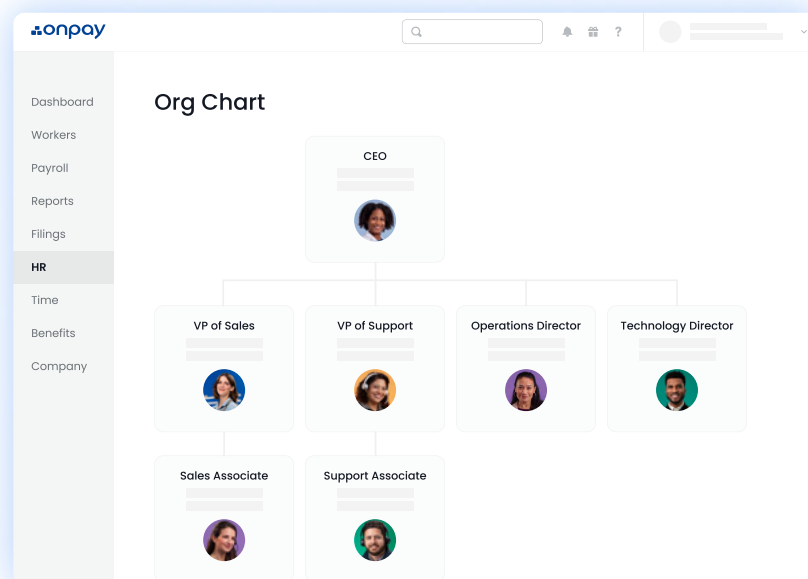 onpay
?
Dashboard
Workers
Payroll
Reports
Filings
HR
Time
Benefits
Company
Org Chart
CEO
VP of Sales
VP of Support
Operations Director
Technology Director
Sales Associate
Support Associate